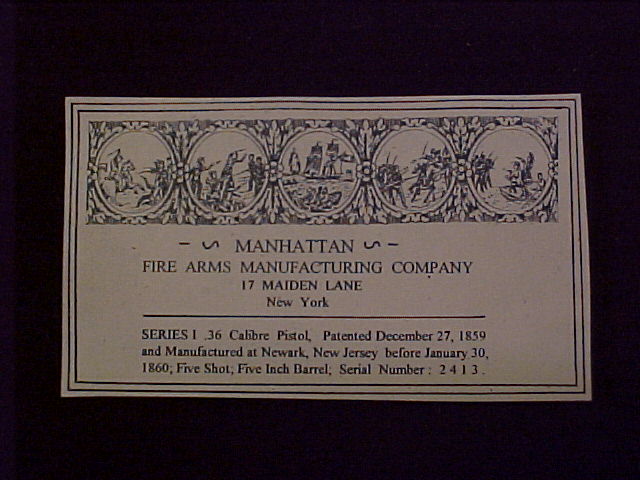 ~ MANHATTAN ~
FIRE ARMS MANUFACTURING COMPANY
17 MAIDEN LANE
New York
SERIES I .36 Calibre Pistol, Patented December 27, 1859
and Manufactured at Newark, New Jersey before January 30,
1860; Five Shot; Five Inch Barrel; Serial Number: 2413.